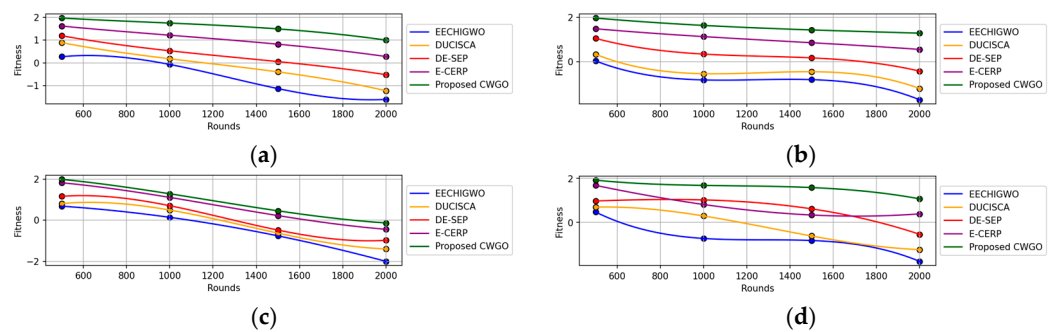 2
1
0
−1
Fitness
600 800 1000 1200 1400 1600 1800 2000
Rounds
EECHIGWO
DUCISCA
DE-SEP
E-CERP
Proposed CWGO
(a)
2
0
Fitness
600 800 1000 1200 1400 1600 1800 2000
Rounds
EECHIGWO
DUCISCA
DE-SEP
E-CERP
Proposed CWGO
(b)
2
0
−2
Fitness
600 800 1000 1200 1400 1600 1800 2000
Rounds
EECHIGWO
DUCISCA
DE-SEP
E-CERP
Proposed CWGO
(c)
2
0
Fitness
600 800 1000 1200 1400 1600 1800 2000
Rounds
EECHIGWO
DUCISCA
DE-SEP
E-CERP
Proposed CWGO
(d)